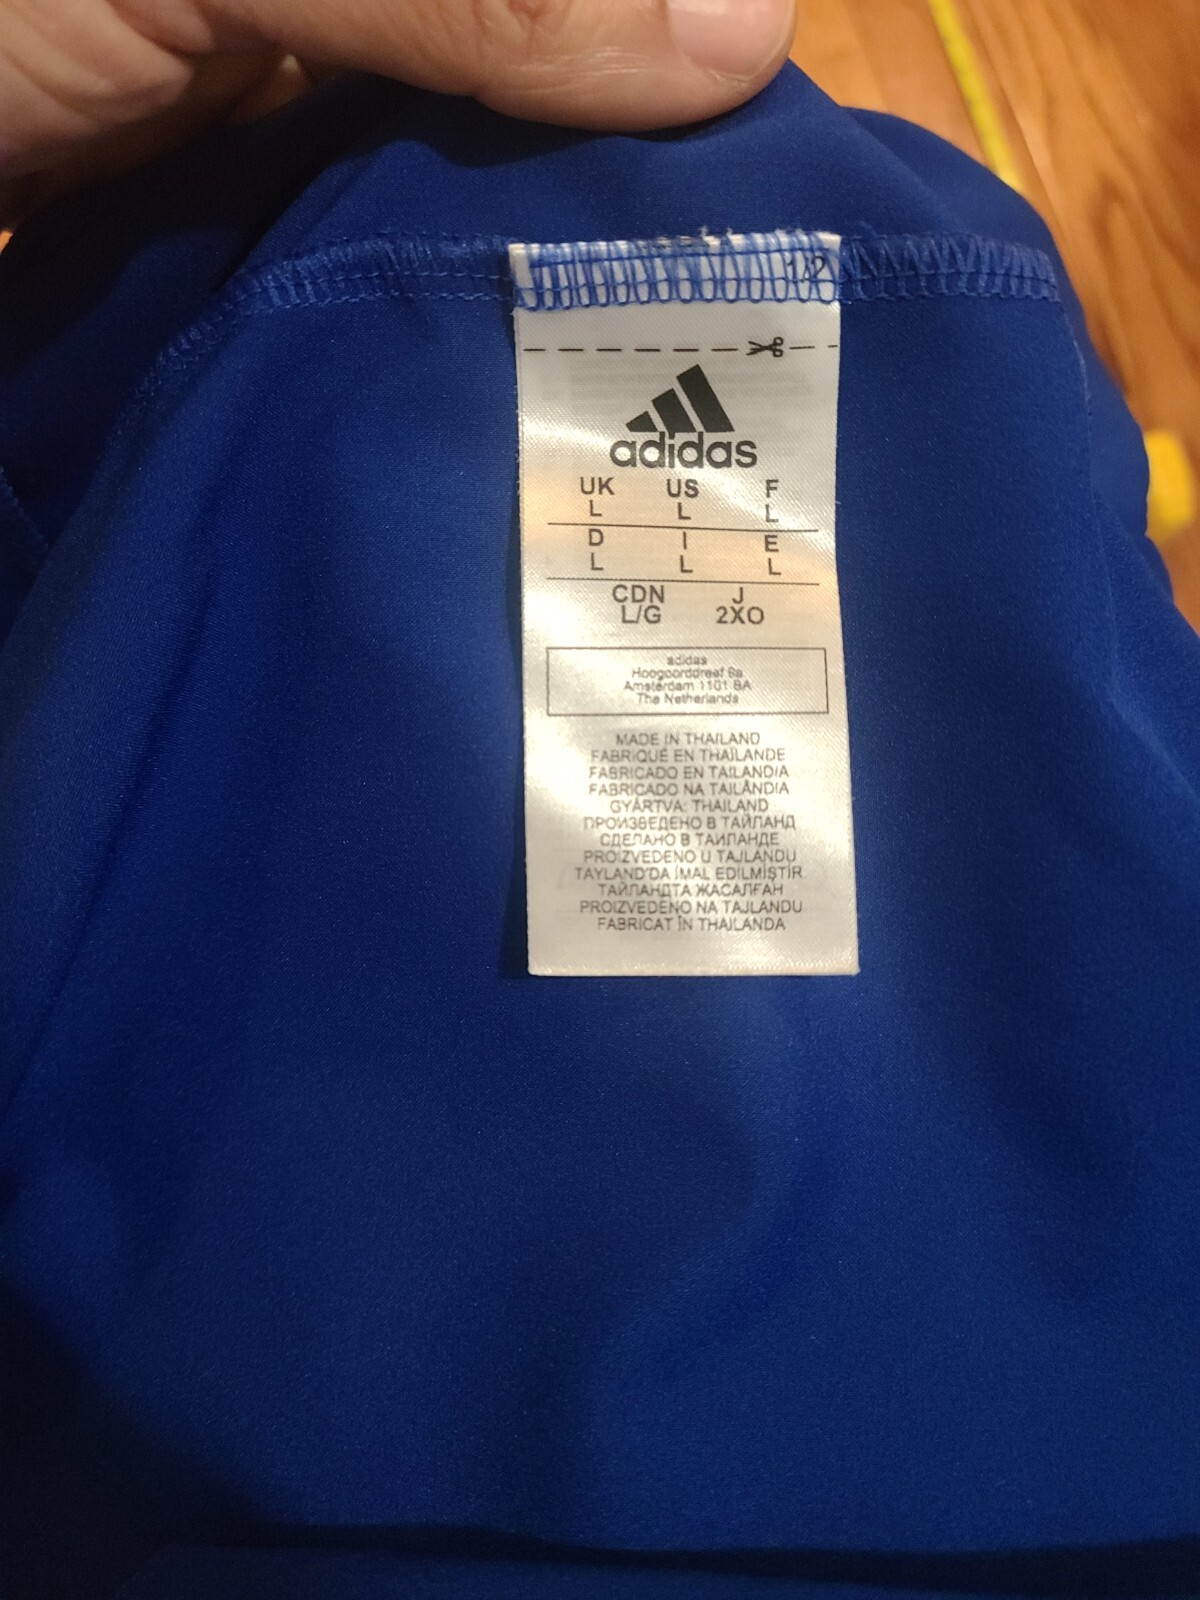 1/2
adidas
UK US F
L L L
D I E
L L L
CDN J
L/G 2XO
adidas
Hoogoorddreef 9a
Amsterdam 1101 BA
The Netherlands
MADE IN THAILAND
FABRIQUÉ EN THAÏLANDE
FABRICADO EN TAILANDIA
FABRICADO NA TAILÂNDIA
GYÁRTVA: THAILAND
ПРОИЗВЕДЕНО В ТАЙЛАНД
СДЕЛАНО В ТАИЛАНДЕ
PROIZVEDENO U TAJLANDU
TAYLAND'DA İMAL EDİLMİŞTİR
ТАЙЛАНДТА ЖАСАЛҒАН
PROIZVEDENO NA TAJLANDU
FABRICAT ÎN THAILANDA